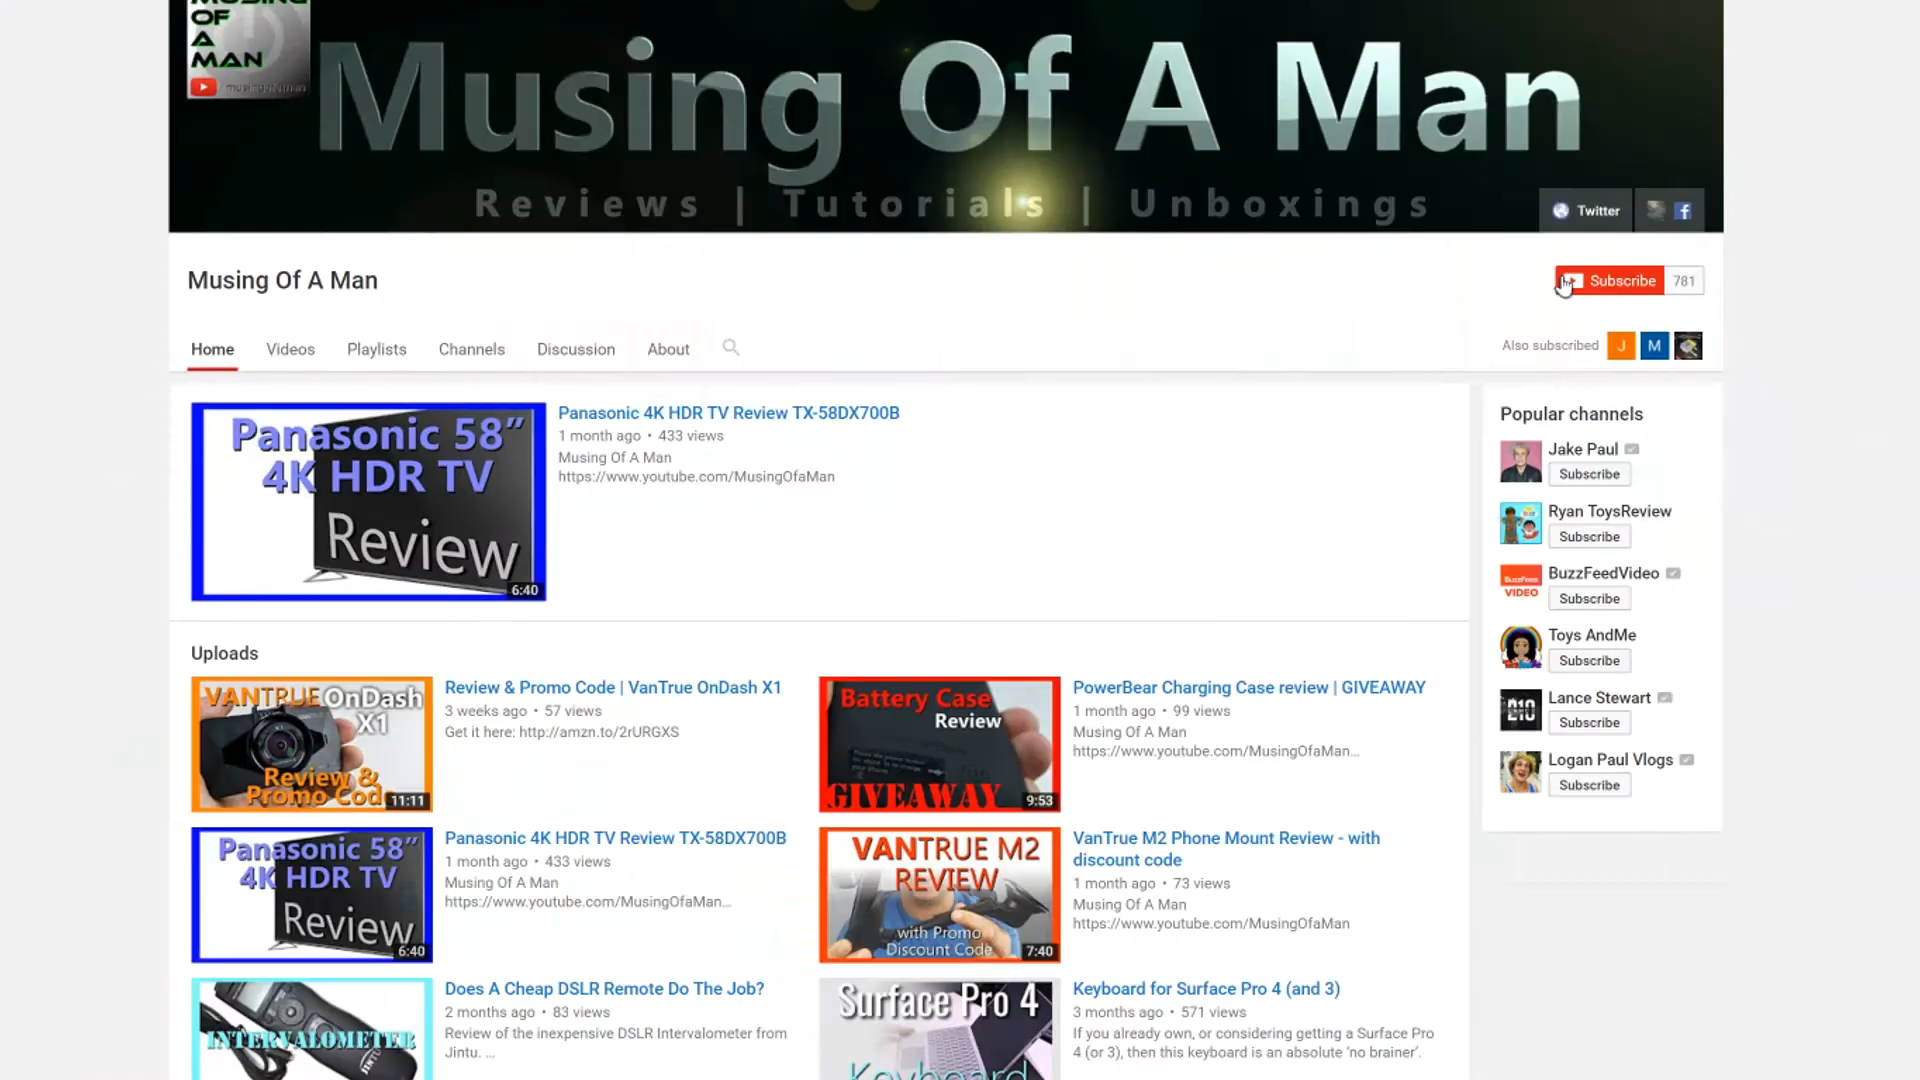 MUSING
OF
A
MAN
musingofaman
Musing Of A Man
Reviews | Tutorials | Unboxings
Twitter
Musing Of A Man
Subscribe 781
Home Videos Playlists Channels Discussion About
Also subscribed J M
Panasonic 58”
4K HDR TV
Review
6:40
Panasonic 4K HDR TV Review TX-58DX700B
1 month ago • 433 views
Musing Of A Man
https://www.youtube.com/MusingOfaMan
Uploads
VANTRUE OnDash
X1
Review &
Promo Code
11:11
Review & Promo Code | VanTrue OnDash X1
3 weeks ago • 57 views
Get it here: http://amzn.to/2rURGXS
Battery Case
Review
GIVEAWAY
9:53
PowerBear Charging Case review | GIVEAWAY
1 month ago • 99 views
Musing Of A Man
https://www.youtube.com/MusingOfaMan...
Panasonic 58”
4K HDR TV
Review
6:40
Panasonic 4K HDR TV Review TX-58DX700B
1 month ago • 433 views
Musing Of A Man
https://www.youtube.com/MusingOfaMan...
VANTRUE M2
REVIEW
with Promo
Discount Code
7:40
VanTrue M2 Phone Mount Review - with
discount code
1 month ago • 73 views
Musing Of A Man
https://www.youtube.com/MusingOfaMan
INTERVALOMETER
JINTU
Does A Cheap DSLR Remote Do The Job?
2 months ago • 83 views
Review of the inexpensive DSLR Intervalometer from
Jintu. ...
Surface Pro 4
Keyboard
Keyboard for Surface Pro 4 (and 3)
3 months ago • 571 views
If you already own, or considering getting a Surface Pro
4 (or 3), then this keyboard is an absolute ‘no brainer’.
Popular channels
Jake Paul
Subscribe
Ryan ToysReview
Subscribe
BuzzFeed
VIDEO
BuzzFeedVideo
Subscribe
Toys AndMe
Subscribe
Lance Stewart
Subscribe
Logan Paul Vlogs
Subscribe